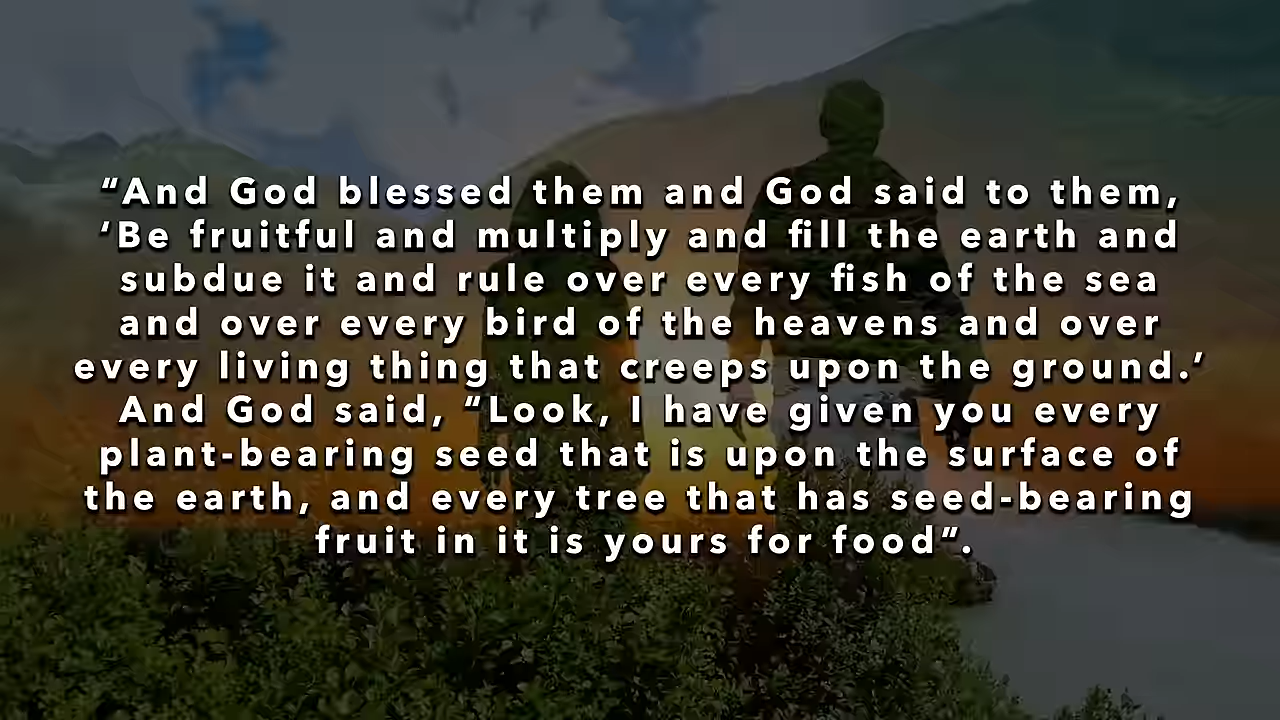 “And God blessed them and God said to them,
‘Be fruitful and multiply and fill the earth and
subdue it and rule over every fish of the sea
and over every bird of the heavens and over
every living thing that creeps upon the ground.’
And God said, “Look, I have given you every
plant-bearing seed that is upon the surface of
the earth, and every tree that has seed-bearing
fruit in it is yours for food”.